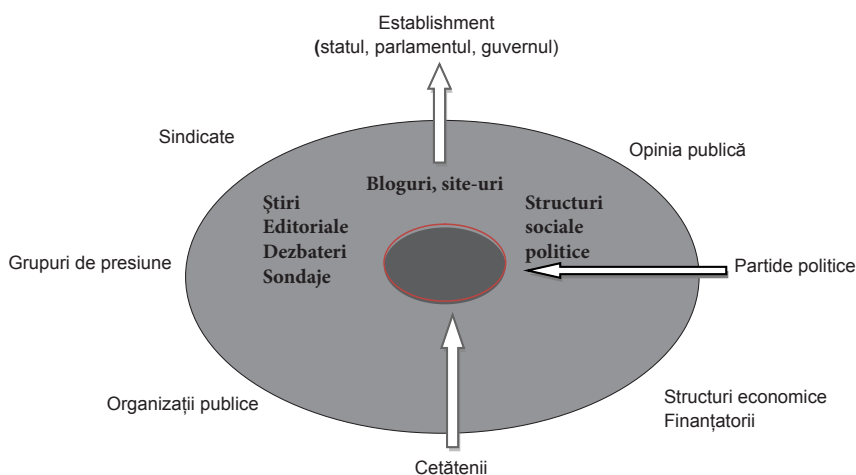 Establishment
(statul, parlamentul, guvernul)
Sindicate
Opinia publică
Bloguri, site-uri
Știri
Editoriale
Dezbateri
Sondaje
Structuri
sociale
politice
Grupuri de presiune
Partide politice
Organizații publice
Structuri economice
Finanțatorii
Cetătenii